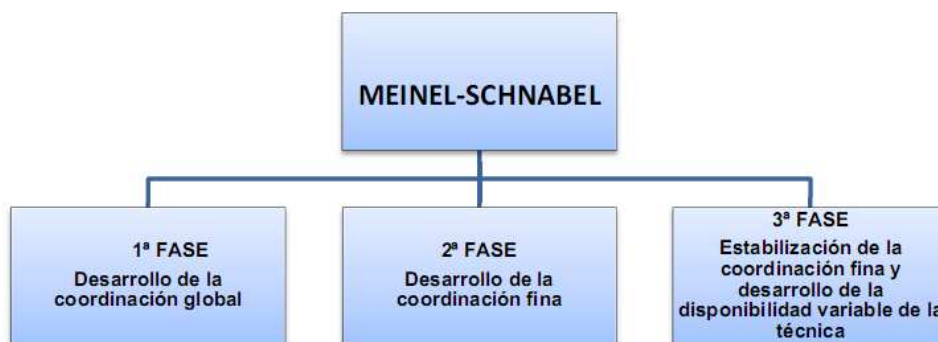 MEINEL-SCHNABEL
1ª FASE
Desarrollo de la
coordinación global
2ª FASE
Desarrollo de la
coordinación fina
3ª FASE
Estabilización de la
coordinación fina y
desarrollo de la
disponibilidad variable de la
técnica